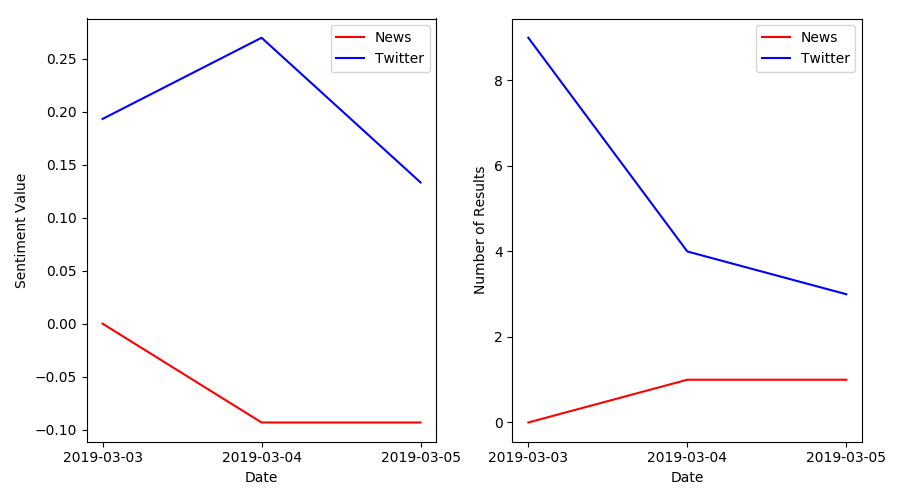 News
Twitter
0.25
0.20
0.15
0.10
0.05
0.00
−0.05
−0.10
Sentiment Value
2019-03-03 2019-03-04 2019-03-05
Date
News
Twitter
8
6
4
2
0
Number of Results
2019-03-03 2019-03-04 2019-03-05
Date